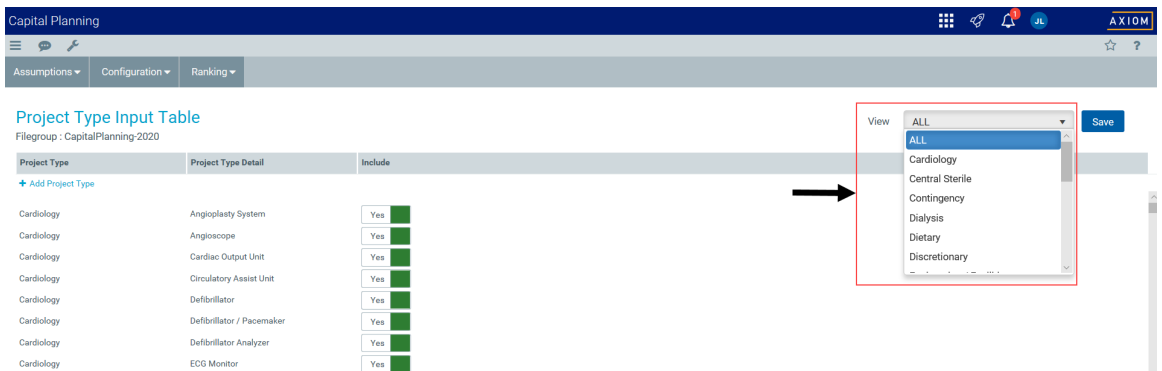 Capital Planning
1
JL
AXIOM
?
Assumptions Configuration Ranking
Project Type Input Table
Filegroup : CapitalPlanning-2020
View ALL Save
ALL
Cardiology
Central Sterile
Contingency
Dialysis
Dietary
Discretionary
Project Type Project Type Detail Include
+ Add Project Type
Cardiology Angioplasty System Yes
Cardiology Angioscope Yes
Cardiology Cardiac Output Unit Yes
Cardiology Circulatory Assist Unit Yes
Cardiology Defibrillator Yes
Cardiology Defibrillator / Pacemaker Yes
Cardiology Defibrillator Analyzer Yes
Cardiology ECG Monitor Yes